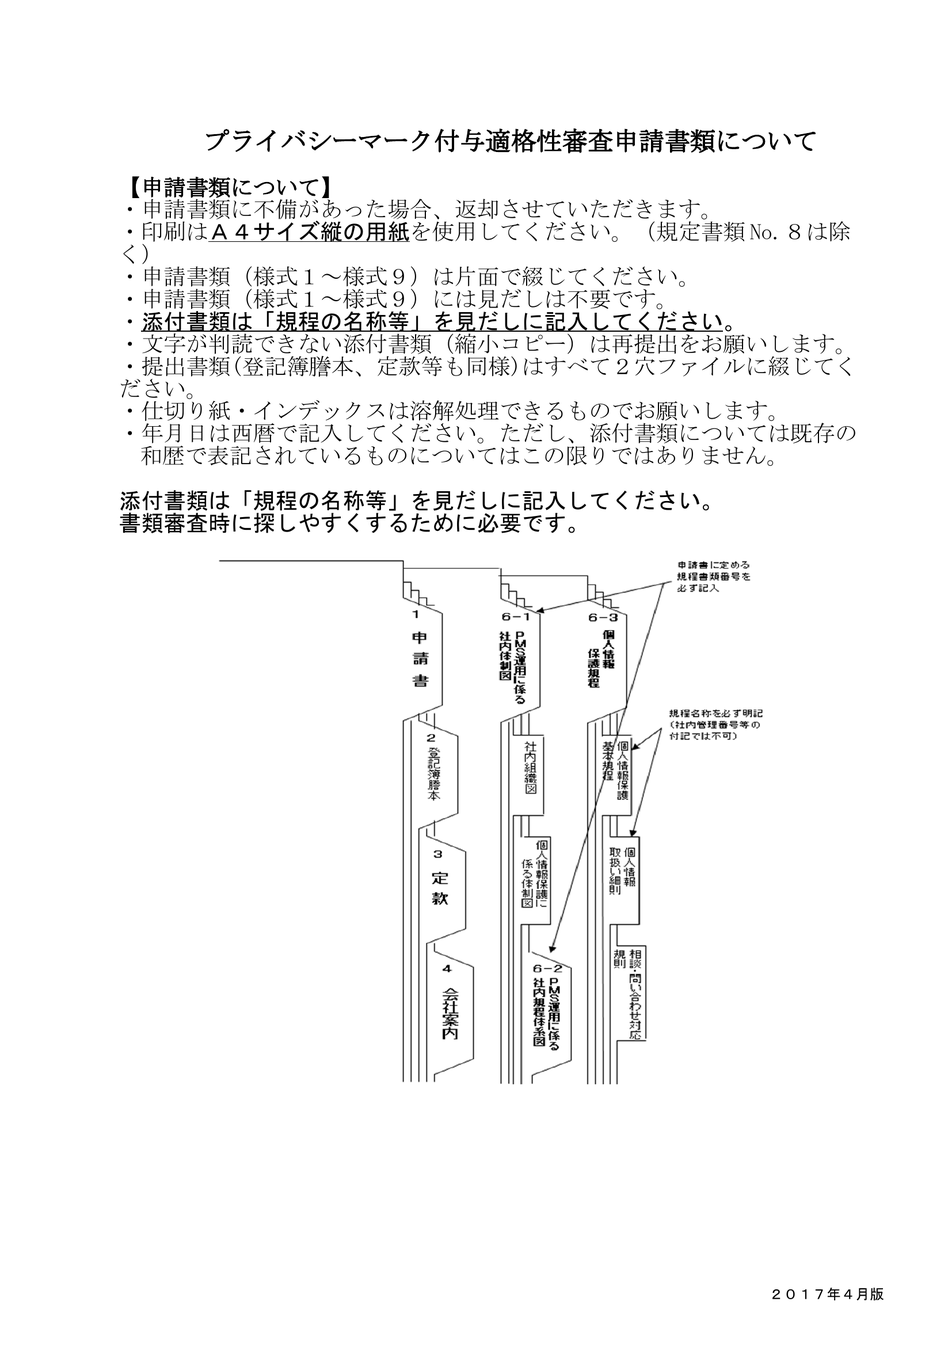 プライバシーマーク付与適格性審査申請書類について
【申請書類について】
・申請書類に不備があった場合、返却させていただきます。
・印刷はＡ４サイズ縦の用紙を使用してください。（規定書類No.８は除
く）
・申請書類（様式１～様式９）は片面で綴じてください。
・申請書類（様式１～様式９）には見だしは不要です。
・添付書類は「規程の名称等」を見だしに記入してください。
・文字が判読できない添付書類（縮小コピー）は再提出をお願いします。
・提出書類(登記簿謄本、定款等も同様)はすべて２穴ファイルに綴じてく
ださい。
・仕切り紙・インデックスは溶解処理できるものでお願いします。
・年月日は西暦で記入してください。ただし、添付書類については既存の
和歴で表記されているものについてはこの限りではありません。
添付書類は「規程の名称等」を見だしに記入してください。
書類審査時に探しやすくするために必要です。
申請書に定める
規程書類番号を
必ず記入
1
申請書
6-1
PMS運用に係る
社内体制図
6-3
個人情報
保護規程
規程名称を必ず明記
（社内管理番号等の
付記では不可）
2
登記簿謄本
社内組織図
個人情報保護
基本規程
3
定款
個人情報保護に
係る体制図
個人情報
取扱い細則
4
会社案内
6-2
PMS運用に係る
社内規程体系図
相談・問い合わせ対応
規則
２０１７年４月版